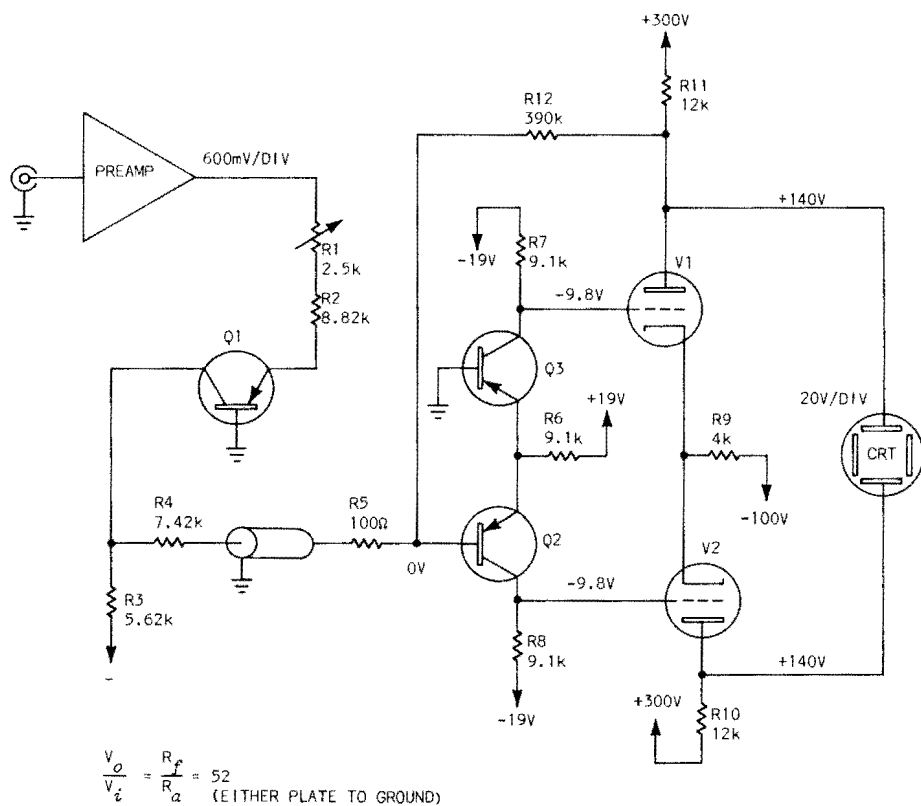 +300V
R11
12k
R12
390k
600mV/DIV
PREAMP
+140V
R1
2.5k
-19V
R7
9.1k
V1
-9.8V
R2
8.82k
Q1
Q3
+19V
R6
9.1k
20V/DIV
R9
4k
CRT
-100V
R4
7.42k
R5
100Ω
Q2
V2
0V
-9.8V
R3
5.62k
R8
9.1k
+140V
-
-19V
+300V
R10
12k
V_o/V_i = R_f/R_a = 52
(EITHER PLATE TO GROUND)